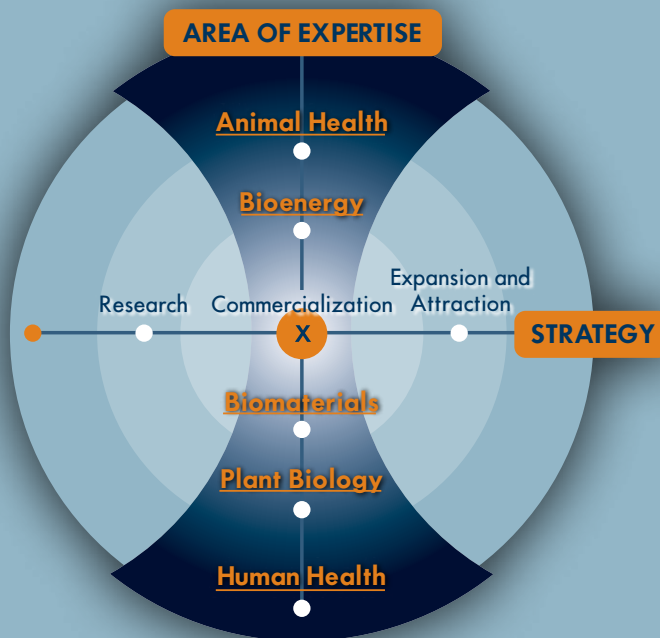 AREA OF EXPERTISE
Animal Health
Bioenergy
Expansion and
Attraction
Research
Commercialization
X
STRATEGY
Biomaterials
Plant Biology
Human Health